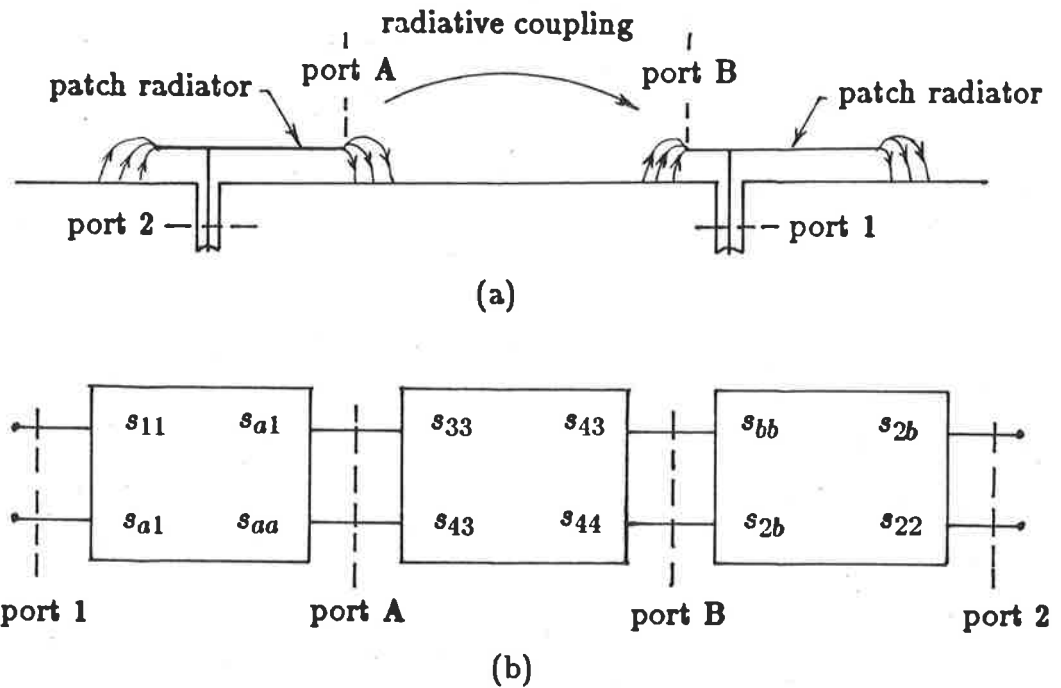 radiative coupling
port A
port B
patch radiator
patch radiator
port 2
port 1
(a)
s11 sa1 s33 s43 sbb s2b
sa1 saa s43 s44 s2b s22
port 1 port A port B port 2
(b)